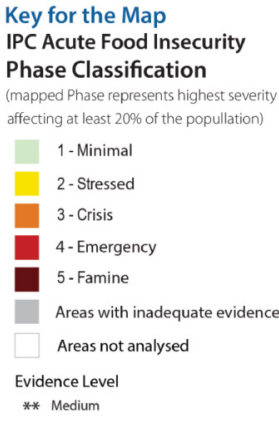 Key for the Map
IPC Acute Food Insecurity
Phase Classification
(mapped Phase represents highest severity
affecting at least 20% of the popullation)
1 - Minimal
2 - Stressed
3 - Crisis
4 - Emergency
5 - Famine
Areas with inadequate evidence
Areas not analysed
Evidence Level
** Medium